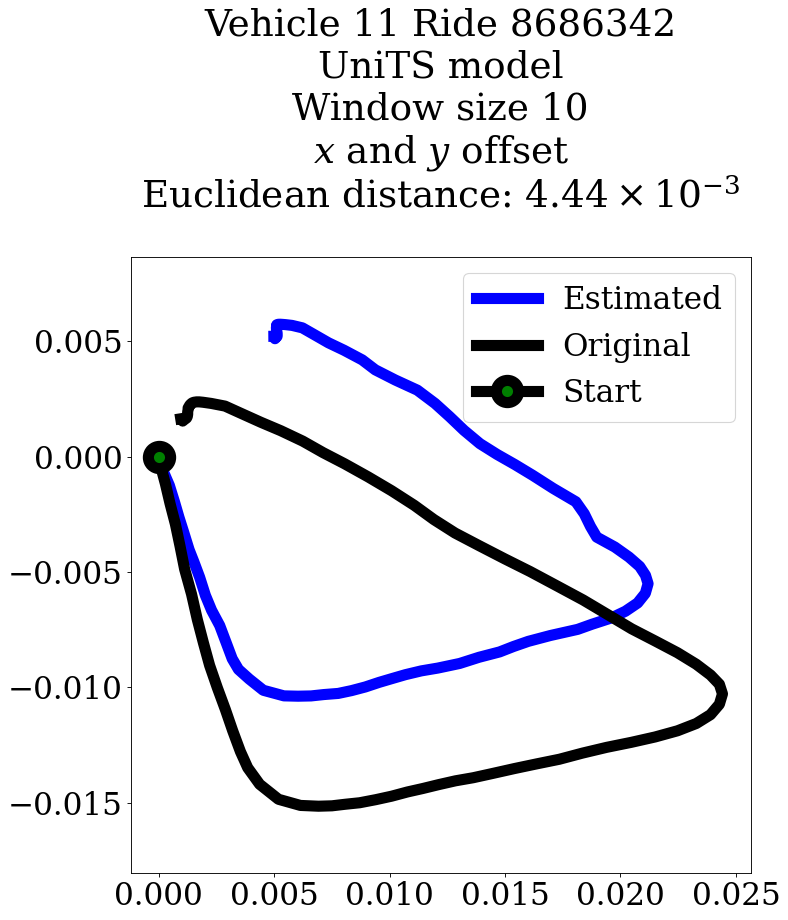 Vehicle 11 Ride 8686342
UniTS model
Window size 10
x and y offset
Euclidean distance: 4.44 × 10⁻³
Estimated
Original
Start
0.005
0.000
−0.005
−0.010
−0.015
0.000 0.005 0.010 0.015 0.020 0.025